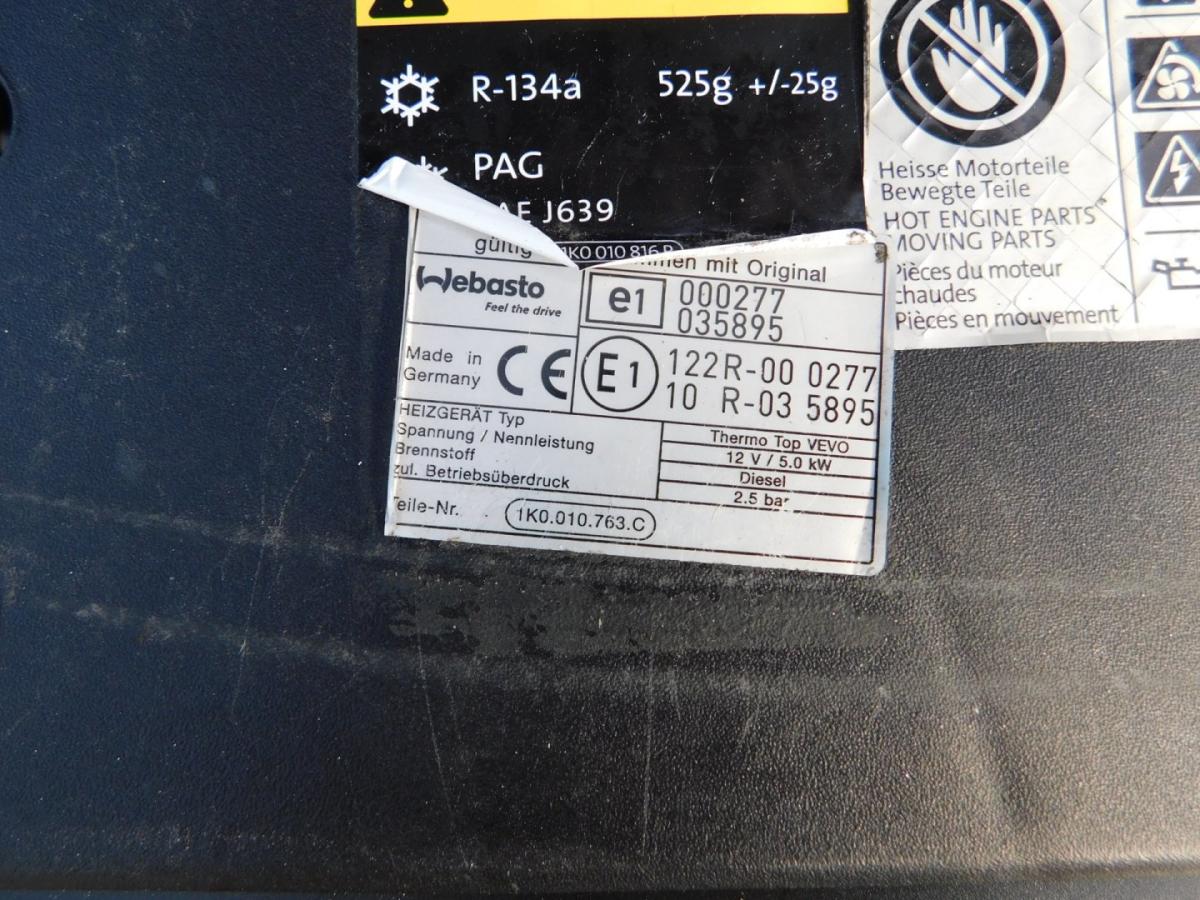 R-134a 525g +/-25g
PAG
J639
1K0 010 816
gültig
mit Original
Webasto
Feel the drive
e1 000277
035895
Made in
Germany
CE
E1 122R-00 0277
10 R-03 5895
HEIZGERÄT Typ
Spannung / Nennleistung
Brennstoff
zul. Betriebsüberdruck
Thermo Top VEVO
12 V / 5.0 kW
Diesel
2.5 bar
Teile-Nr. 1K0.010.763.C
Heisse Motorteile
Bewegte Teile
HOT ENGINE PARTS
MOVING PARTS
Pièces du moteur
chaudes
Pièces en mouvement